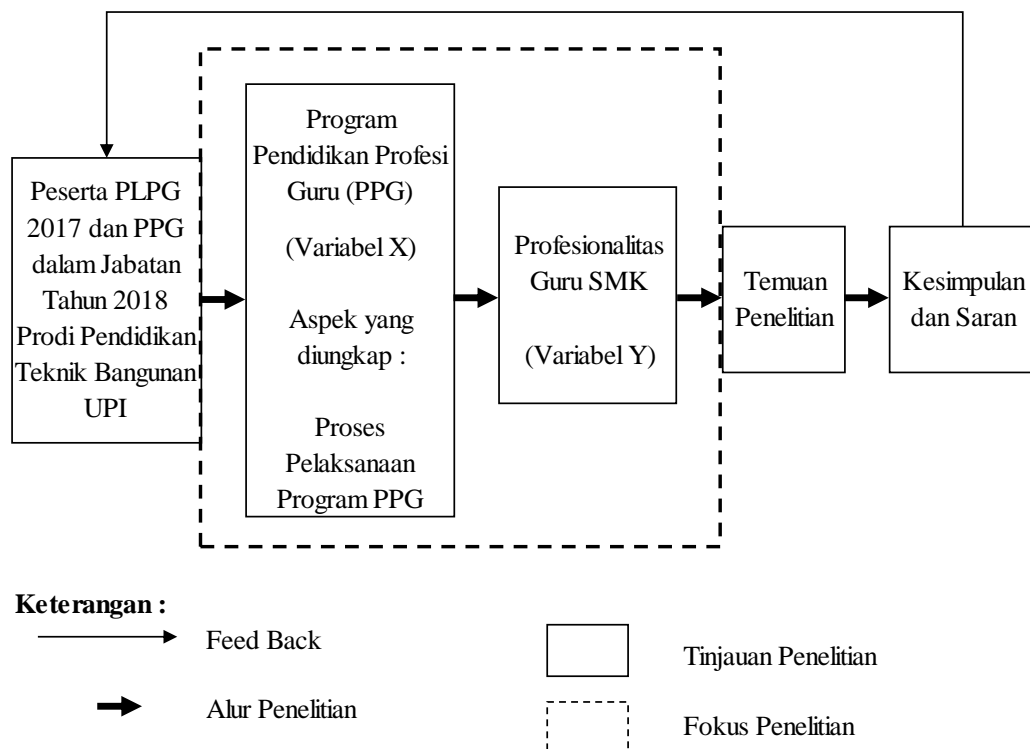 Peserta PLPG
2017 dan PPG
dalam Jabatan
Tahun 2018
Prodi Pendidikan
Teknik Bangunan
UPI
Program
Pendidikan Profesi
Guru (PPG)
(Variabel X)
Aspek yang
diungkap :
Proses
Pelaksanaan
Program PPG
Profesionalitas
Guru SMK
(Variabel Y)
Temuan
Penelitian
Kesimpulan
dan Saran
Keterangan :
Feed Back
Tinjauan Penelitian
Alur Penelitian
Fokus Penelitian